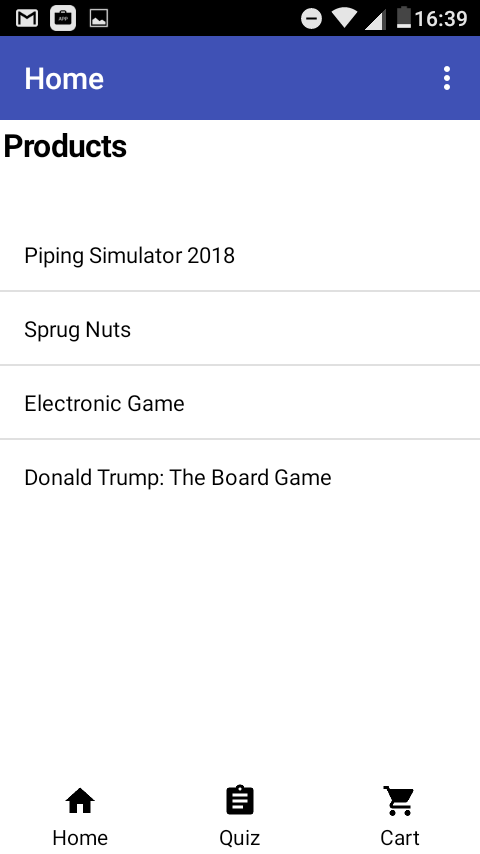 16:39
Home
Products
Piping Simulator 2018
Sprug Nuts
Electronic Game
Donald Trump: The Board Game
Home
Quiz
Cart